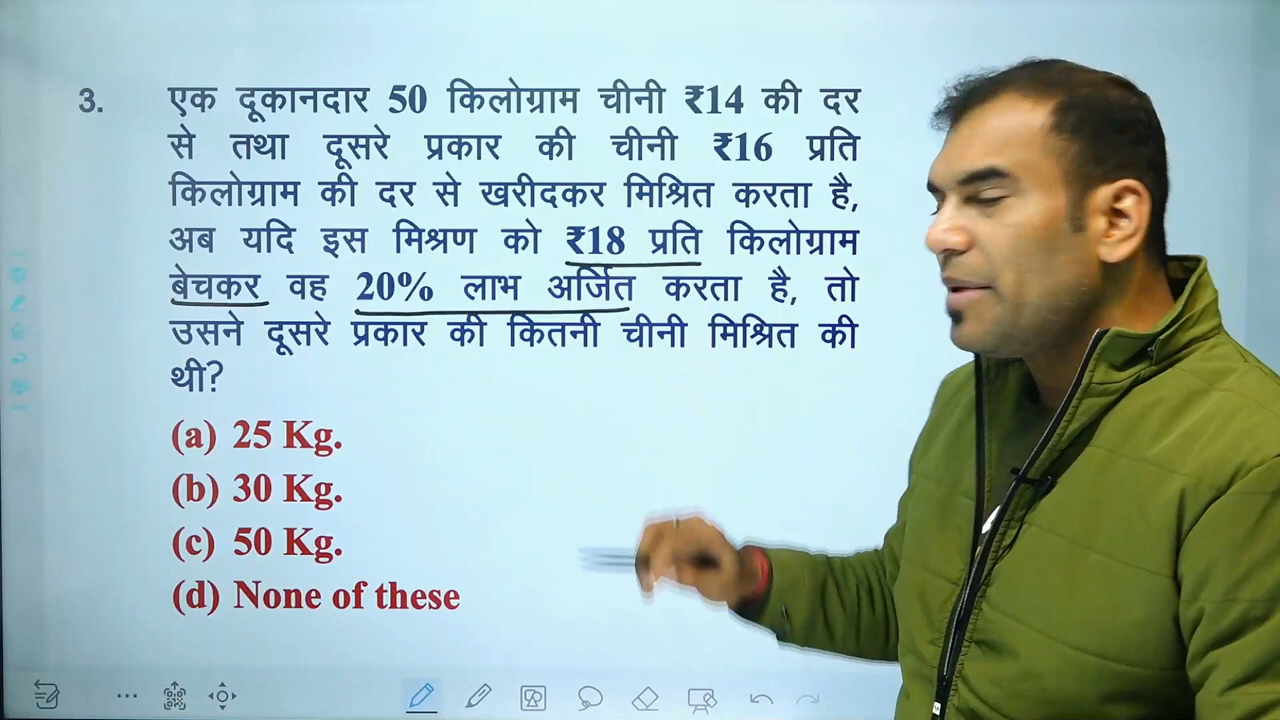 3. एक दूकानदार 50 किलोग्राम चीनी ₹14 की दर
से तथा दूसरे प्रकार की चीनी ₹16 प्रति
किलोग्राम की दर से खरीदकर मिश्रित करता है,
अब यदि इस मिश्रण को ₹18 प्रति किलोग्राम
बेचकर वह 20% लाभ अर्जित करता है, तो
उसने दूसरे प्रकार की कितनी चीनी मिश्रित की
थी?
(a) 25 Kg.
(b) 30 Kg.
(c) 50 Kg.
(d) None of these